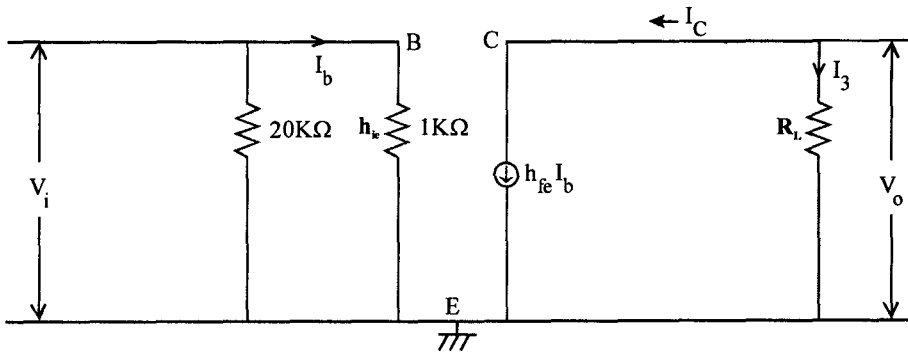 I_C
B
C
I_b
I_3
20KΩ
h_ie
1KΩ
R_L
V_i
h_fe I_b
V_o
E